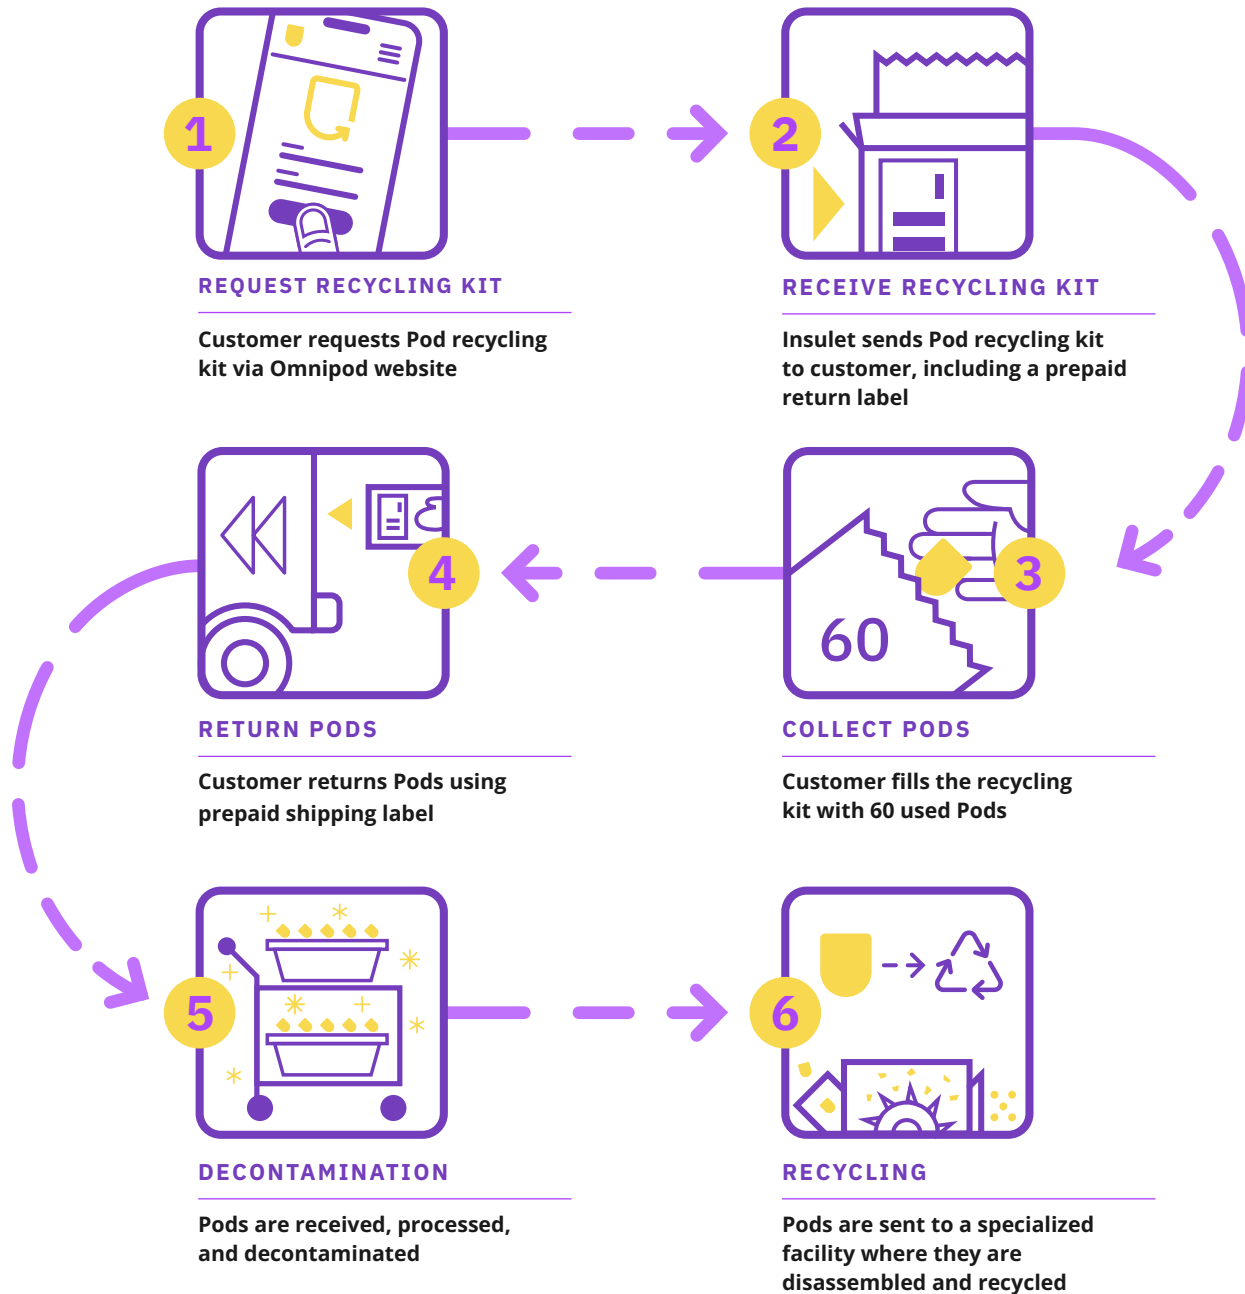 1
REQUEST RECYCLING KIT
Customer requests Pod recycling
kit via Omnipod website
2
RECEIVE RECYCLING KIT
Insulet sends Pod recycling kit
to customer, including a prepaid
return label
3
60
COLLECT PODS
Customer fills the recycling
kit with 60 used Pods
4
RETURN PODS
Customer returns Pods using
prepaid shipping label
5
DECONTAMINATION
Pods are received, processed,
and decontaminated
6
RECYCLING
Pods are sent to a specialized
facility where they are
disassembled and recycled